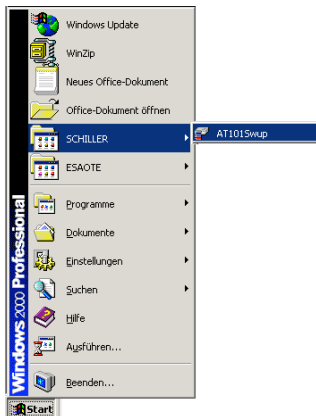 Windows Update
WinZip
Neues Office-Dokument
Office-Dokument öffnen
SCHILLER
AT101Swup
ESAOTE
Programme
Dokumente
Einstellungen
Suchen
Hilfe
Ausführen...
Beenden...
Windows 2000 Professional
Start